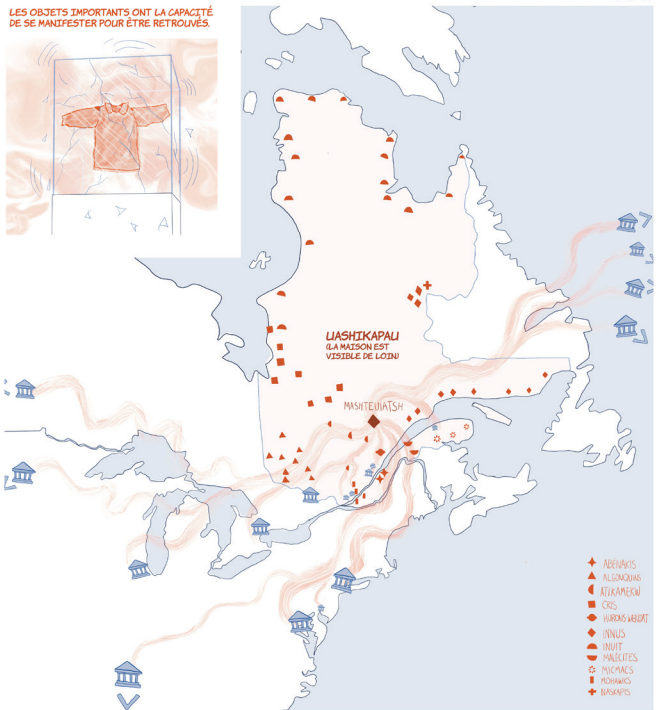 LES OBJETS IMPORTANTS ONT LA CAPACITÉ
DE SE MANIFESTER POUR ÊTRE RETROUVÉS.
UASHIKAPAU
(LA MAISON EST
VISIBLE DE LOIN)
MASHTEUIATSH
ABENAKIS
ALGONQUINS
ATIKAMEKW
CRIS
HURONS-WENDAT
INNUS
INUIT
MALÉCITES
MICMACS
MOHAWKS
NASKAPIS